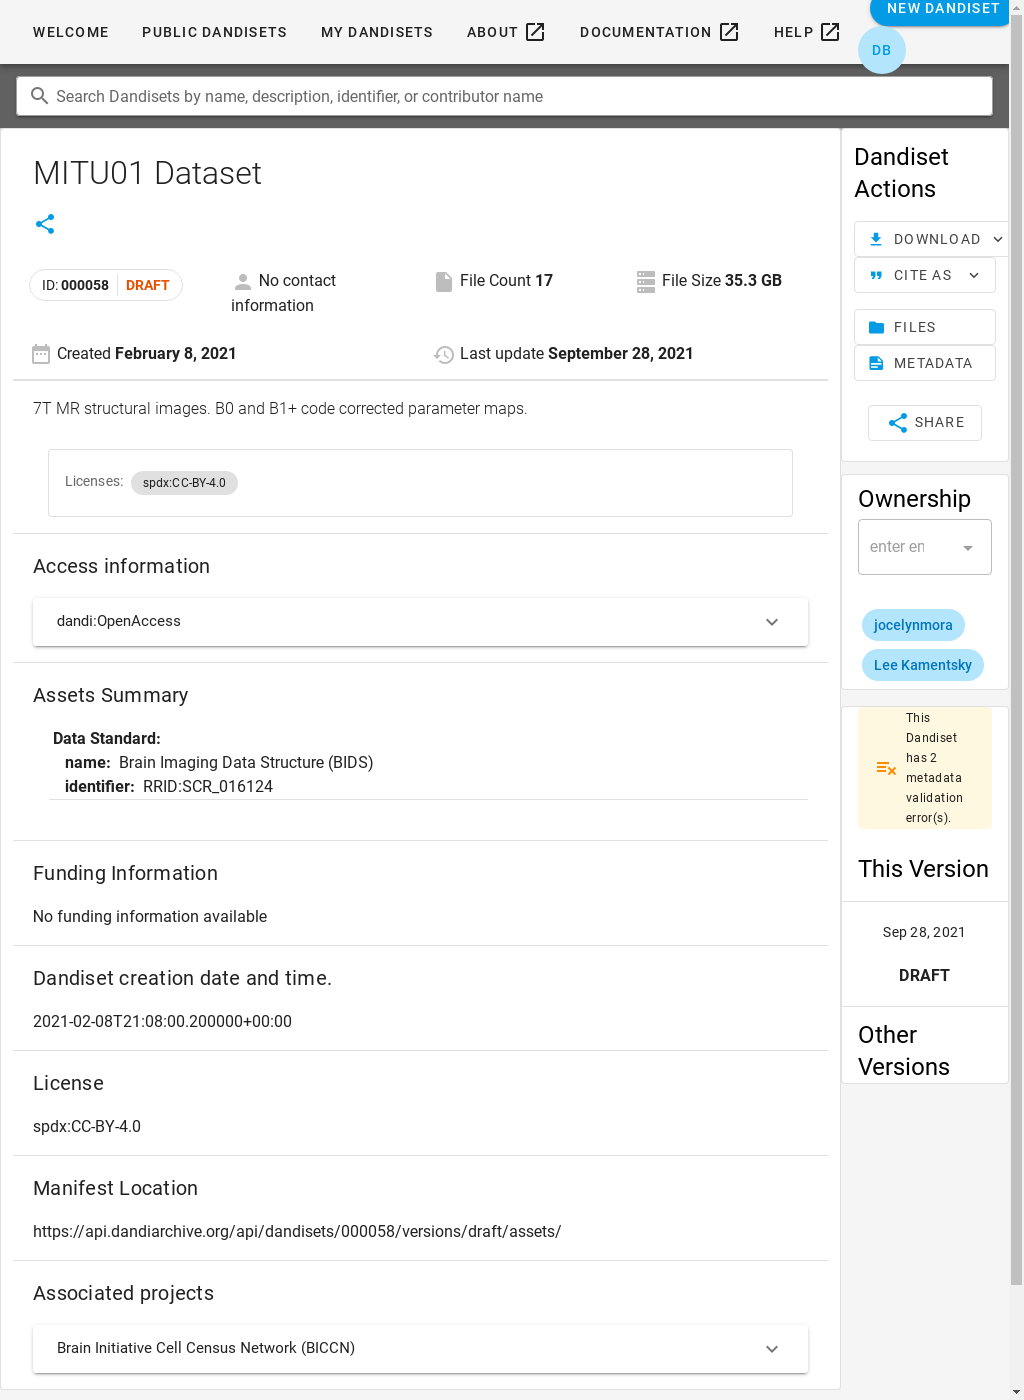 WELCOME PUBLIC DANDISETS MY DANDISETS ABOUT DOCUMENTATION HELP NEW DANDISET
DB
Search Dandisets by name, description, identifier, or contributor name
MITU01 Dataset
ID: 000058 DRAFT
No contact information
File Count 17
File Size 35.3 GB
Created February 8, 2021
Last update September 28, 2021
7T MR structural images. B0 and B1+ code corrected parameter maps.
Licenses: spdx:CC-BY-4.0
Access information
dandi:OpenAccess
Assets Summary
Data Standard:
name: Brain Imaging Data Structure (BIDS)
identifier: RRID:SCR_016124
Funding Information
No funding information available
Dandiset creation date and time.
2021-02-08T21:08:00.200000+00:00
License
spdx:CC-BY-4.0
Manifest Location
https://api.dandiarchive.org/api/dandisets/000058/versions/draft/assets/
Associated projects
Brain Initiative Cell Census Network (BICCN)
Dandiset
Actions
DOWNLOAD
CITE AS
FILES
METADATA
SHARE
Ownership
enter en
jocelynmora
Lee Kamentsky
This
Dandiset
has 2
metadata
validation
error(s).
This Version
Sep 28, 2021
DRAFT
Other
Versions